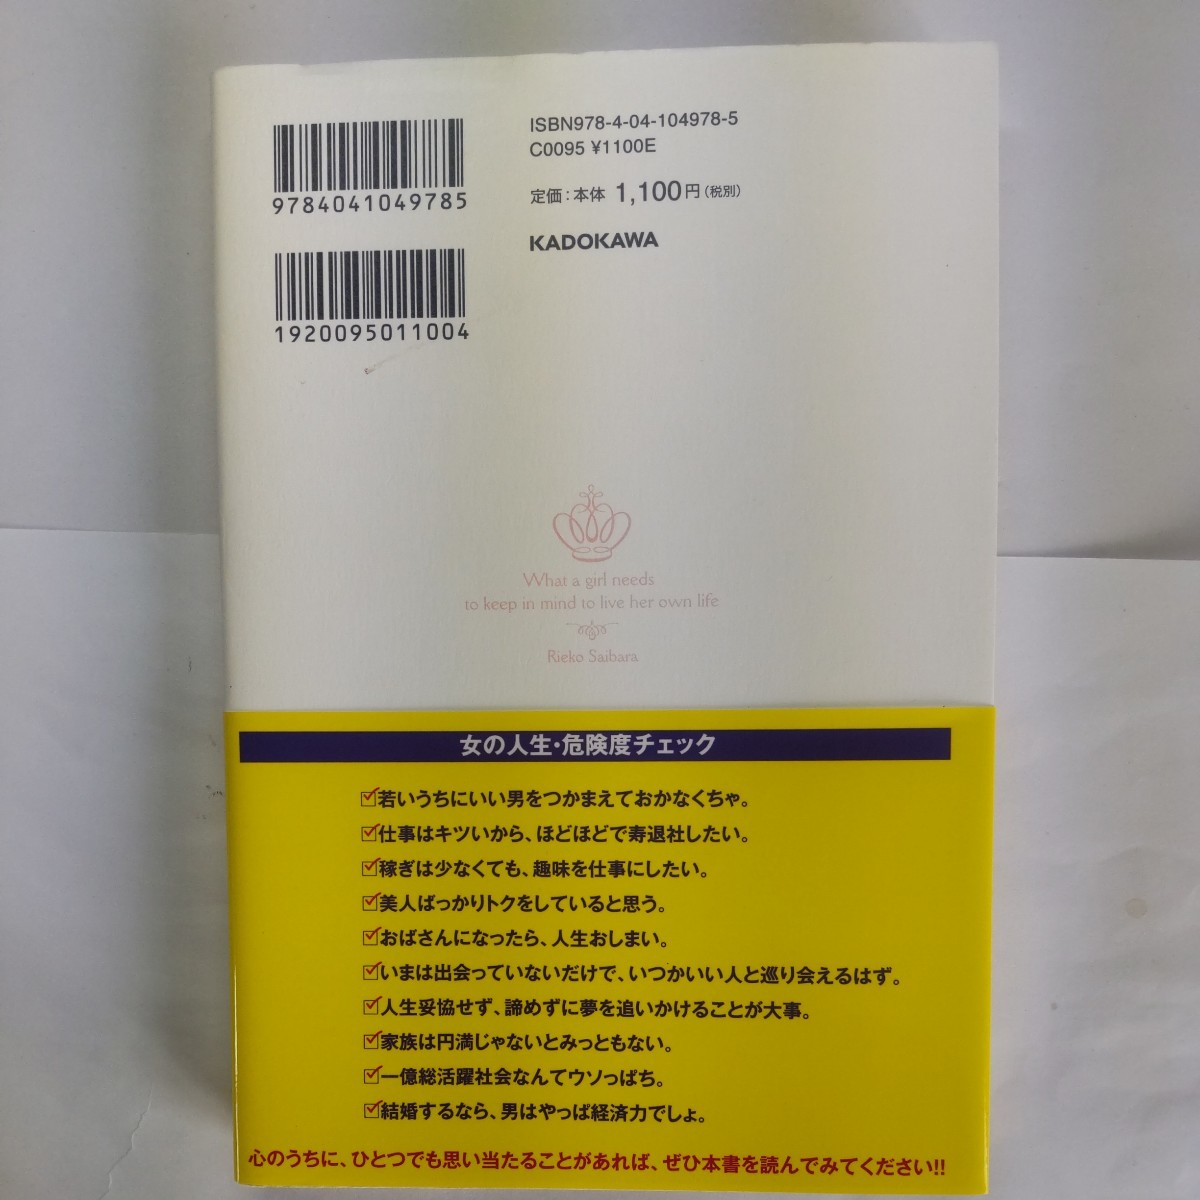 9784041049785
1920095011004
ISBN978-4-04-104978-5
C0095 ¥1100E
定価:本体 1,100円(税別)
KADOKAWA
What a girl needs
to keep in mind to live her own life
Rieko Saibara
女の人生・危険度チェック
若いうちにいい男をつかまえておかなくちゃ。
仕事はキツいから、ほどほどで寿退社したい。
稼ぎは少なくても、趣味を仕事にしたい。
美人ばっかりトクをしていると思う。
おばさんになったら、人生おしまい。
いまは出会っていないだけで、いつかいい人と巡り会えるはず。
人生妥協せず、諦めずに夢を追いかけることが大事。
家族は円満じゃないとみっともない。
一億総活躍社会なんてウソっぱち。
結婚するなら、男はやっぱ経済力でしょ。
心のうちに、ひとつでも思い当たることがあれば、ぜひ本書を読んでみてください!!